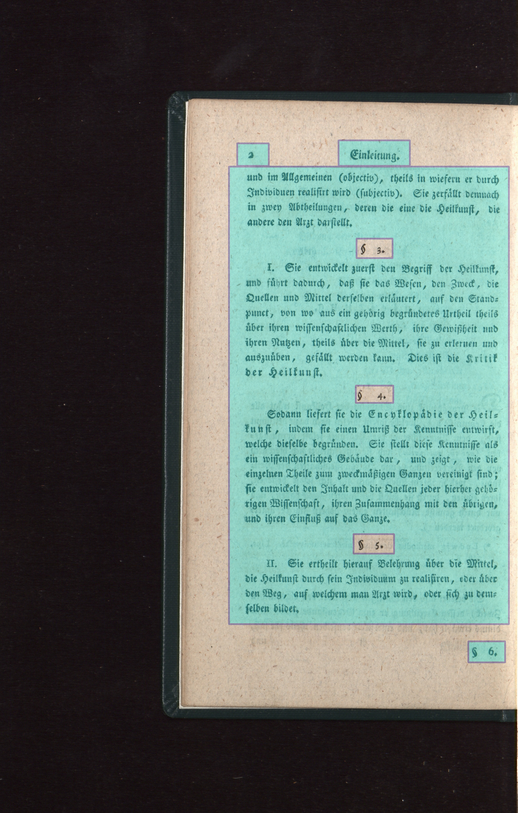 2
Einleitung.
und im Allgemeinen (objectiv), theils in wiefern er durch
Individuen realisirt wird (subjectiv). Sie zerfällt demnach
in zwey Abtheilungen, deren die eine die Heilkunst, die
andere den Arzt darstellt.
§ 3.
I. Sie entwickelt zuerst den Begriff der Heilkunst,
und führt dadurch, daß sie das Wesen, den Zweck, die
Quellen und Mittel derselben erläutert, auf den Stand-
punct, von wo aus ein gehörig begründetes Urtheil theils
über ihren wissenschaftlichen Werth, ihre Gewißheit und
ihren Nutzen, theils über die Mittel, sie zu erlernen und
auszuüben, gefällt werden kann. Dies ist die Kritik
der Heilkunst.
§ 4.
Sodann liefert sie die Encyklopädie der Heil-
kunst, indem sie einen Umriß der Kenntnisse entwirft,
welche dieselbe begründen. Sie stellt diese Kenntnisse als
ein wissenschaftliches Gebäude dar, und zeigt, wie die
einzelnen Theile zum zweckmäßigen Ganzen vereinigt sind;
sie entwickelt den Inhalt und die Quellen jeder hierher gehö-
rigen Wissenschaft, ihren Zusammenhang mit den übrigen,
und ihren Einfluß auf das Ganze.
§ 5.
II. Sie ertheilt hierauf Belehrung über die Mittel,
die Heilkunst durch sein Individuum zu realisiren, oder über
den Weg, auf welchem man Arzt wird, oder sich zu dem-
selben bildet.
§ 6.